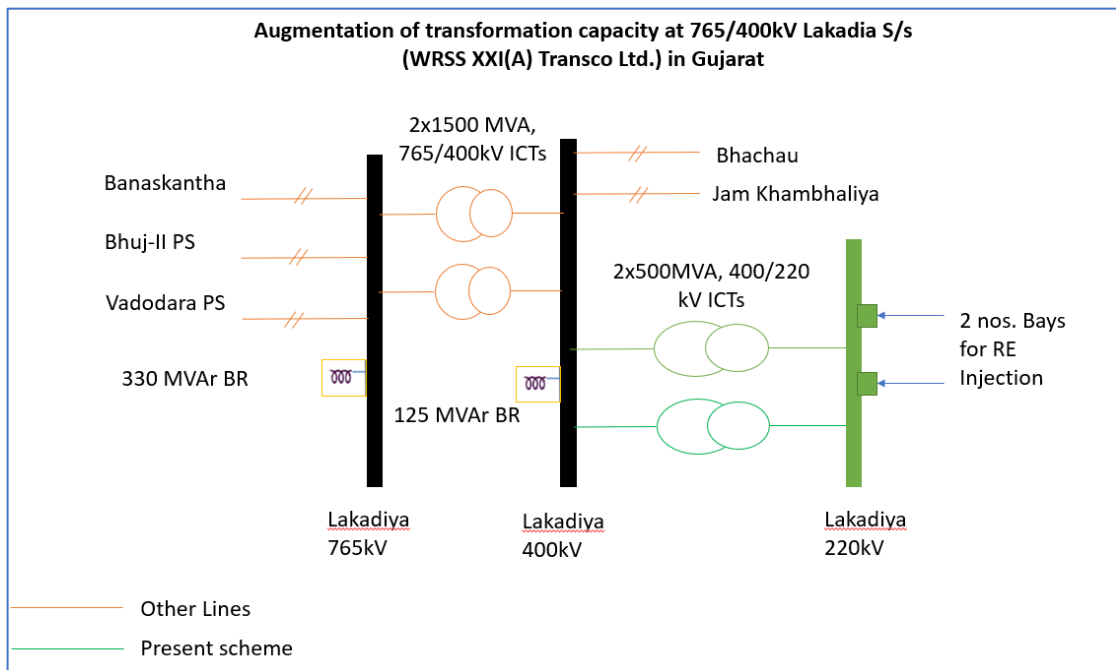 Augmentation of transformation capacity at 765/400kV Lakadia S/s
(WRSS XXI(A) Transco Ltd.) in Gujarat
2x1500 MVA,
765/400kV ICTs
Banaskantha
Bhuj-II PS
Vadodara PS
330 MVAr BR
125 MVAr BR
Bhachau
Jam Khambhaliya
2x500MVA, 400/220
kV ICTs
2 nos. Bays
for RE
Injection
Lakadiya
765kV
Lakadiya
400kV
Lakadiya
220kV
Other Lines
Present scheme